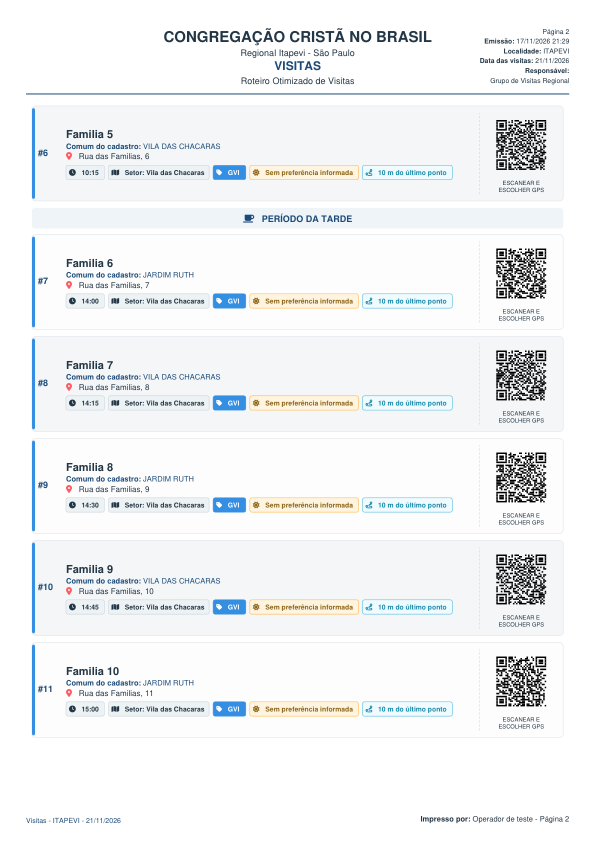 CONGREGAÇÃO CRISTÃ NO BRASIL
Regional Itapevi - São Paulo
VISITAS
Roteiro Otimizado de Visitas
Página 2
Emissão: 17/11/2026 21:29
Localidade: ITAPEVI
Data das visitas: 21/11/2026
Responsável:
Grupo de Visitas Regional
#6
Familia 5
Comum do cadastro: VILA DAS CHACARAS
Rua das Familias, 6
10:15 Setor: Vila das Chacaras GVI Sem preferência informada 10 m do último ponto
ESCANEAR E
ESCOLHER GPS
PERÍODO DA TARDE
#7
Familia 6
Comum do cadastro: JARDIM RUTH
Rua das Familias, 7
14:00 Setor: Vila das Chacaras GVI Sem preferência informada 10 m do último ponto
ESCANEAR E
ESCOLHER GPS
#8
Familia 7
Comum do cadastro: VILA DAS CHACARAS
Rua das Familias, 8
14:15 Setor: Vila das Chacaras GVI Sem preferência informada 10 m do último ponto
ESCANEAR E
ESCOLHER GPS
#9
Familia 8
Comum do cadastro: JARDIM RUTH
Rua das Familias, 9
14:30 Setor: Vila das Chacaras GVI Sem preferência informada 10 m do último ponto
ESCANEAR E
ESCOLHER GPS
#10
Familia 9
Comum do cadastro: VILA DAS CHACARAS
Rua das Familias, 10
14:45 Setor: Vila das Chacaras GVI Sem preferência informada 10 m do último ponto
ESCANEAR E
ESCOLHER GPS
#11
Familia 10
Comum do cadastro: JARDIM RUTH
Rua das Familias, 11
15:00 Setor: Vila das Chacaras GVI Sem preferência informada 10 m do último ponto
ESCANEAR E
ESCOLHER GPS
Visitas - ITAPEVI - 21/11/2026
Impresso por: Operador de teste - Página 2